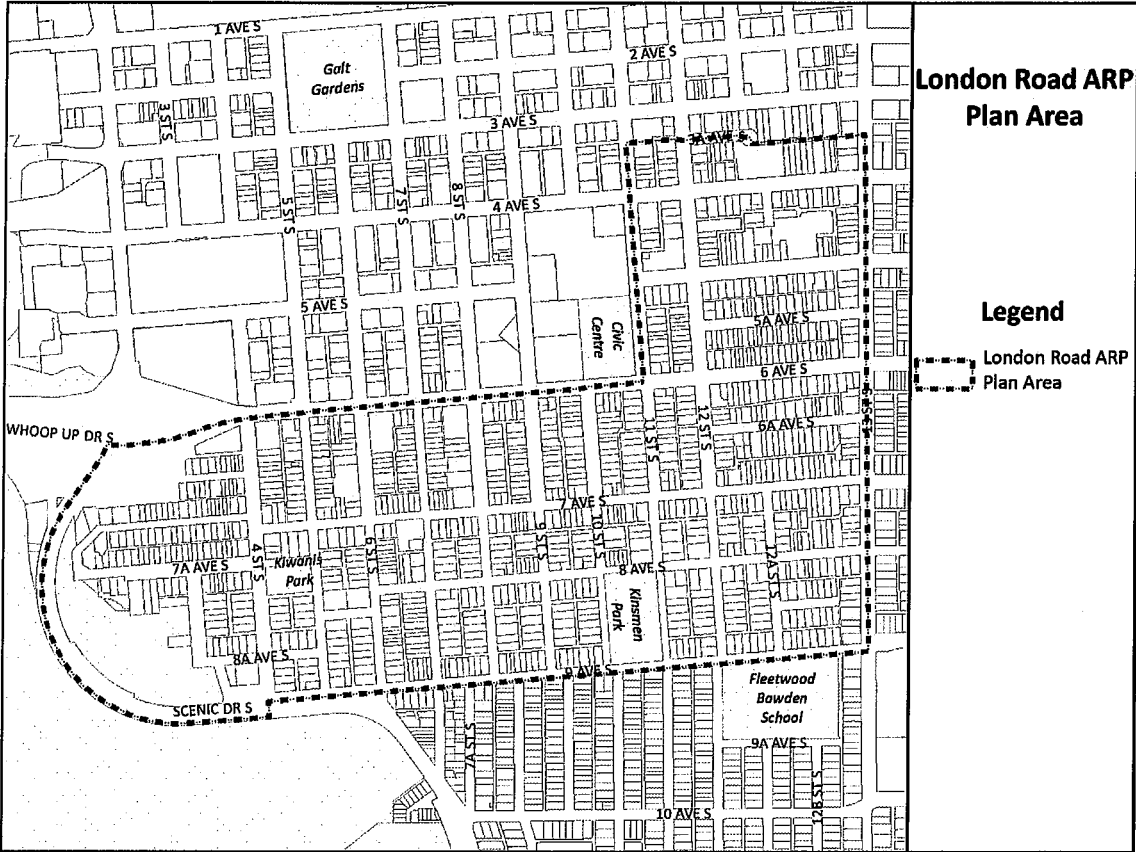 1 AVE S
2 AVE S
Galt
Gardens
3 ST S
3 AVE S
London Road ARP
Plan Area
5 ST S
7 ST S
8 ST S
4 AVE S
5 AVE S
Civic
Centre
5A AVE S
Legend
London Road ARP
Plan Area
6 AVE S
WHOOP UP DR S
11 ST S
12 ST S
6A AVE S
7 AVE S
4 ST S
6 ST S
9 ST S
10 ST S
7A AVE S
Kiwanis
Park
8 AVE S
12A ST S
Kinsmen
Park
8A AVE S
9 AVE S
SCENIC DR S
Fleetwood
Bawden
School
7A ST S
9A AVE S
12B ST S
10 AVE S